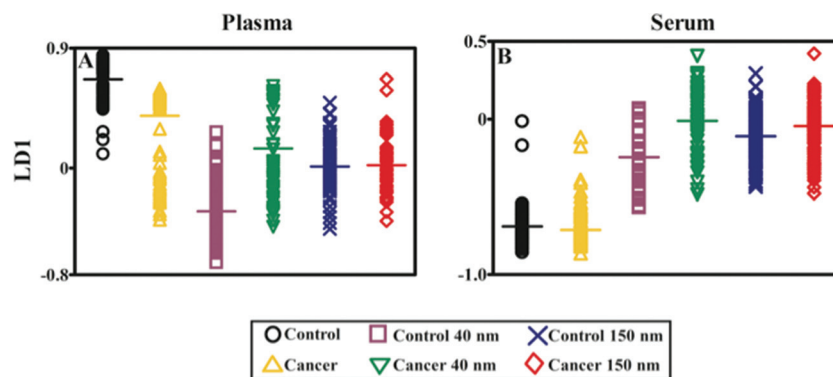 Plasma
Serum
A
B
0.9
0
-0.8
LD1
0.5
0
-1.0
Control
Control 40 nm
Control 150 nm
Cancer
Cancer 40 nm
Cancer 150 nm